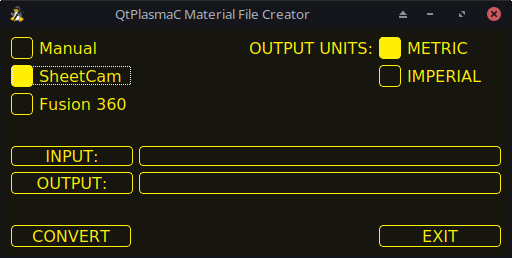 QtPlasmaC Material File Creator
Manual OUTPUT UNITS: METRIC
SheetCam IMPERIAL
Fusion 360
INPUT:
OUTPUT:
CONVERT EXIT